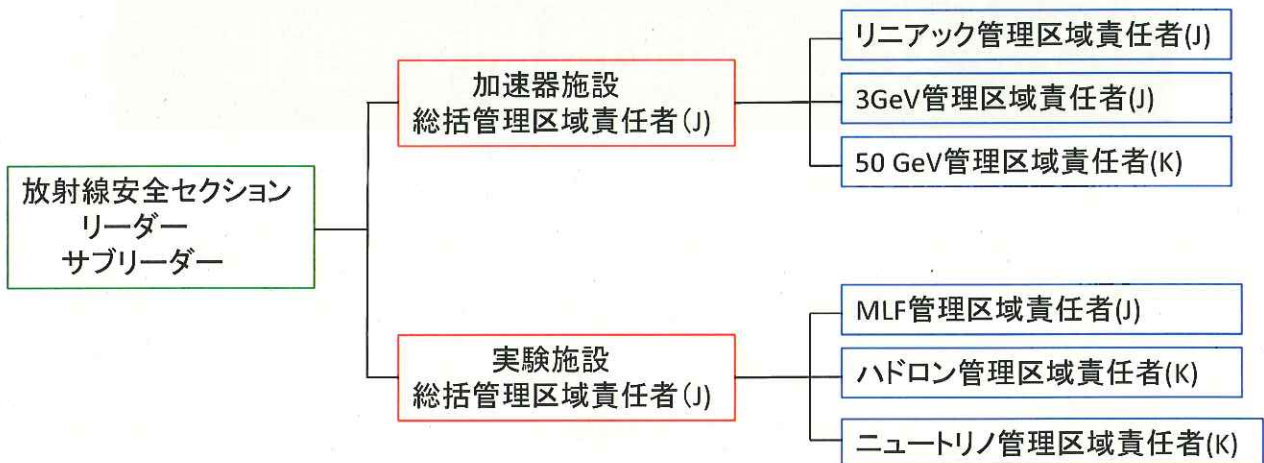 放射線安全セクション
リーダー
サブリーダー
加速器施設
総括管理区域責任者(J)
リニアック管理区域責任者(J)
3GeV管理区域責任者(J)
50 GeV管理区域責任者(K)
実験施設
総括管理区域責任者(J)
MLF管理区域責任者(J)
ハドロン管理区域責任者(K)
ニュートリノ管理区域責任者(K)